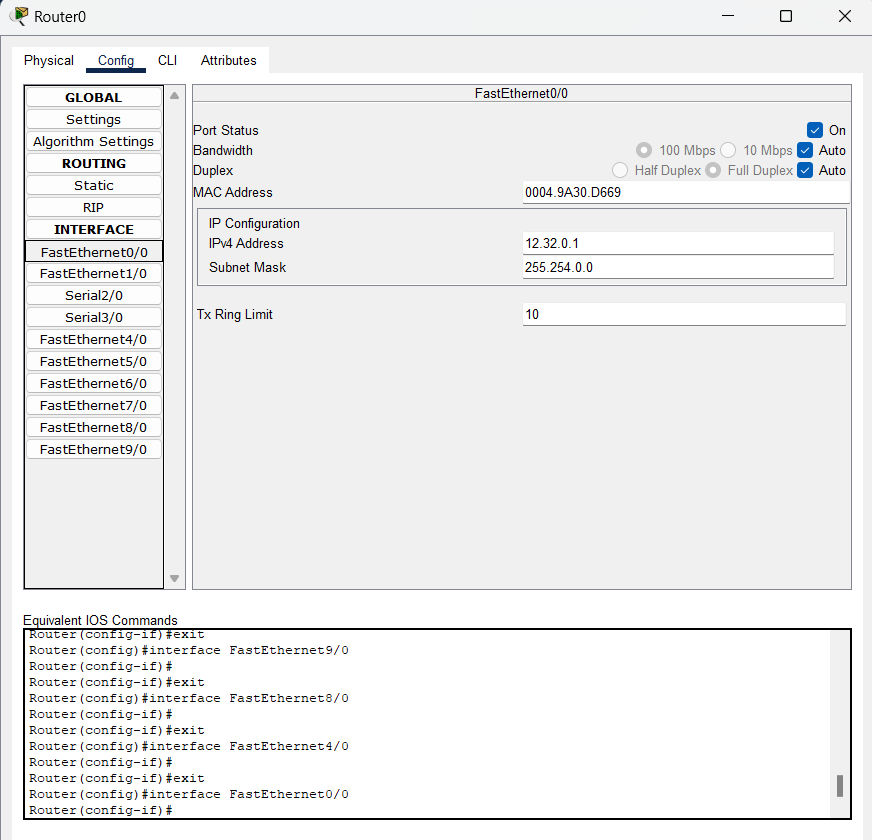 Router0
Physical Config CLI Attributes
GLOBAL
Settings
Algorithm Settings
ROUTING
Static
RIP
INTERFACE
FastEthernet0/0
FastEthernet1/0
Serial2/0
Serial3/0
FastEthernet4/0
FastEthernet5/0
FastEthernet6/0
FastEthernet7/0
FastEthernet8/0
FastEthernet9/0
FastEthernet0/0
Port Status On
Bandwidth 100 Mbps 10 Mbps Auto
Duplex Half Duplex Full Duplex Auto
MAC Address 0004.9A30.D669
IP Configuration
IPv4 Address 12.32.0.1
Subnet Mask 255.254.0.0
Tx Ring Limit 10
Equivalent IOS Commands
Router(config-if)#exit
Router(config)#interface FastEthernet9/0
Router(config-if)#
Router(config-if)#exit
Router(config)#interface FastEthernet8/0
Router(config-if)#
Router(config-if)#exit
Router(config)#interface FastEthernet4/0
Router(config-if)#
Router(config-if)#exit
Router(config)#interface FastEthernet0/0
Router(config-if)#